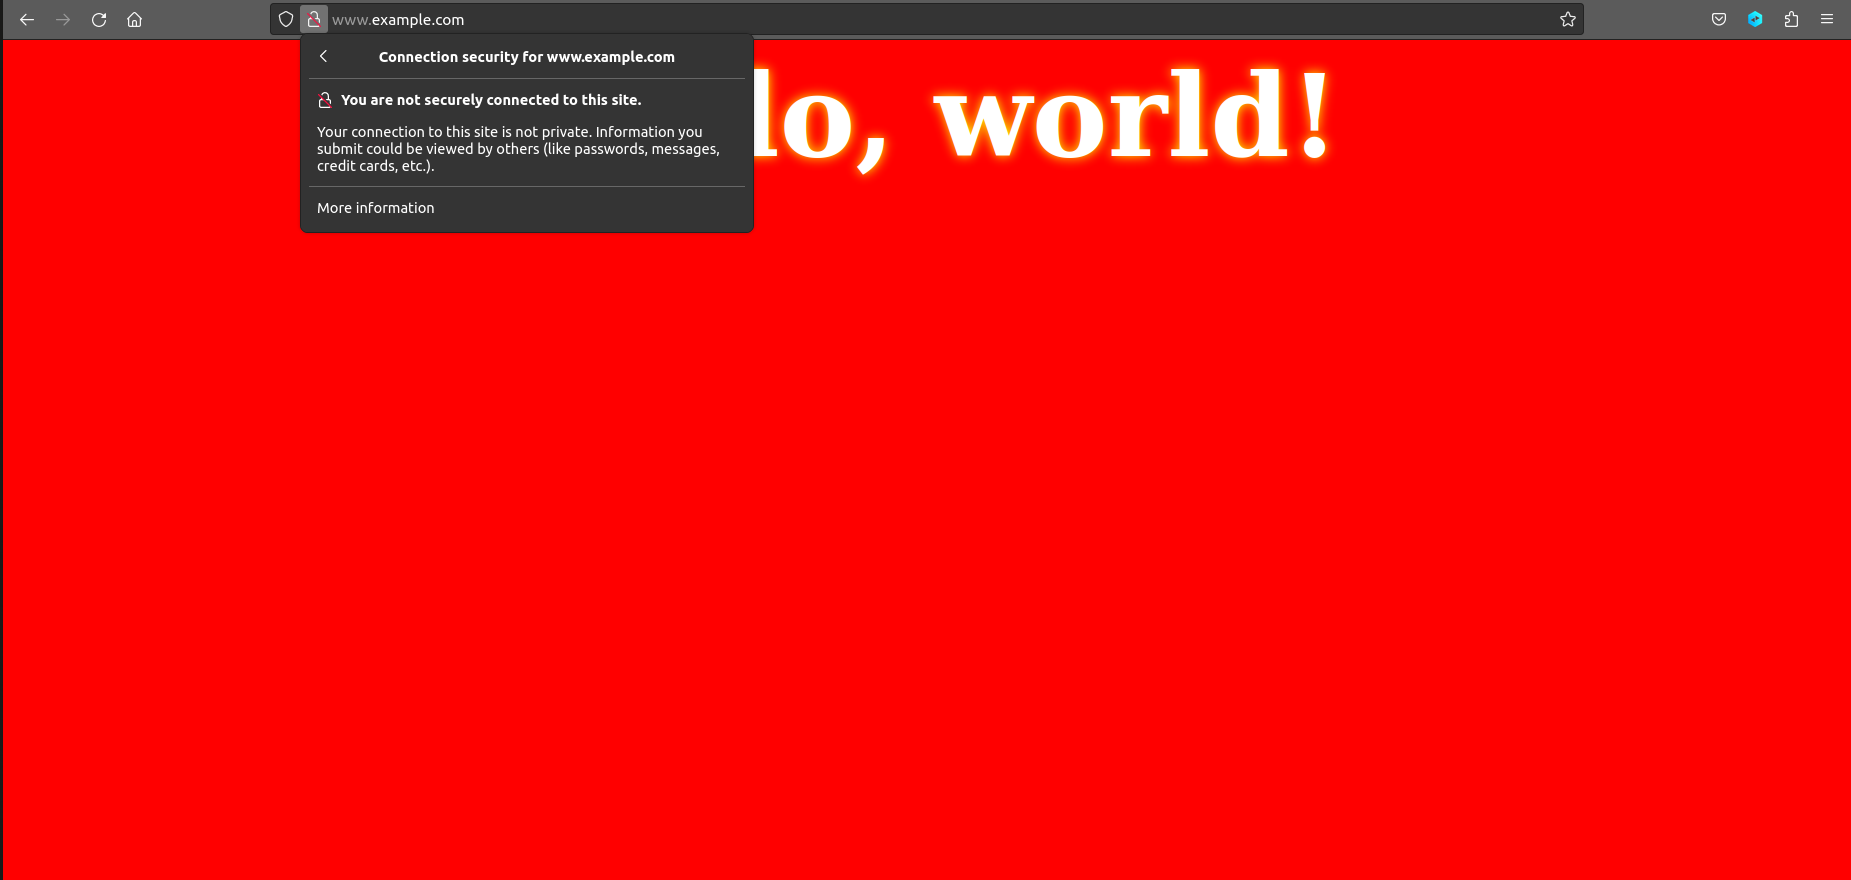 www.example.com
Connection security for www.example.com
You are not securely connected to this site.
Your connection to this site is not private. Information you
submit could be viewed by others (like passwords, messages,
credit cards, etc.).
More information
lo, world!